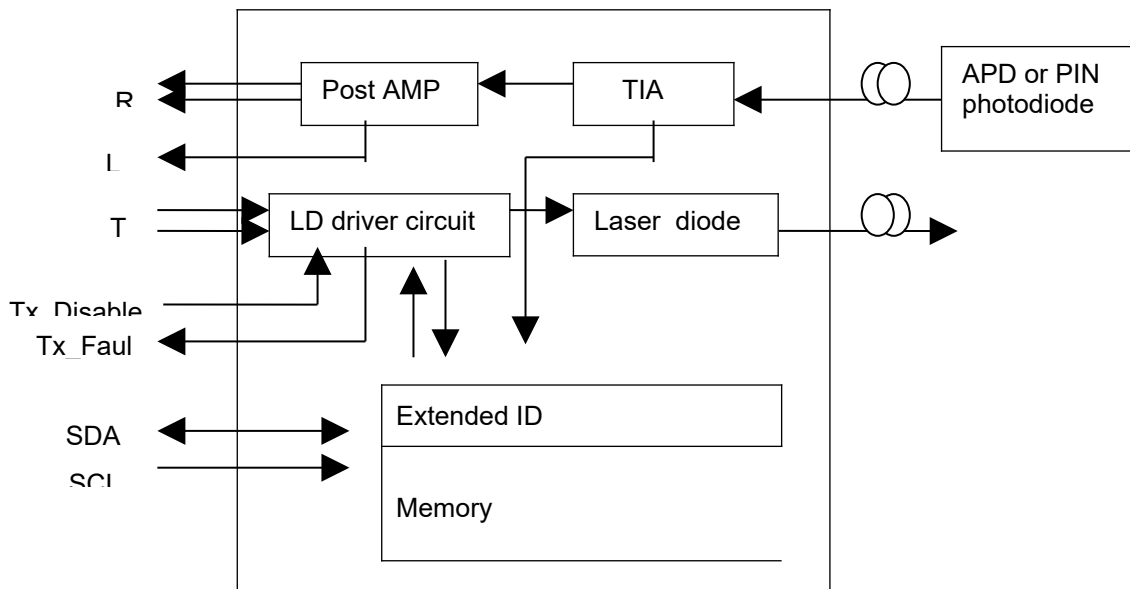 Post AMP
TIA
APD or PIN
photodiode
R
L
T
LD driver circuit
Laser diode
Tx_Disable
Tx_Faul
Extended ID
SDA
SCL
Memory